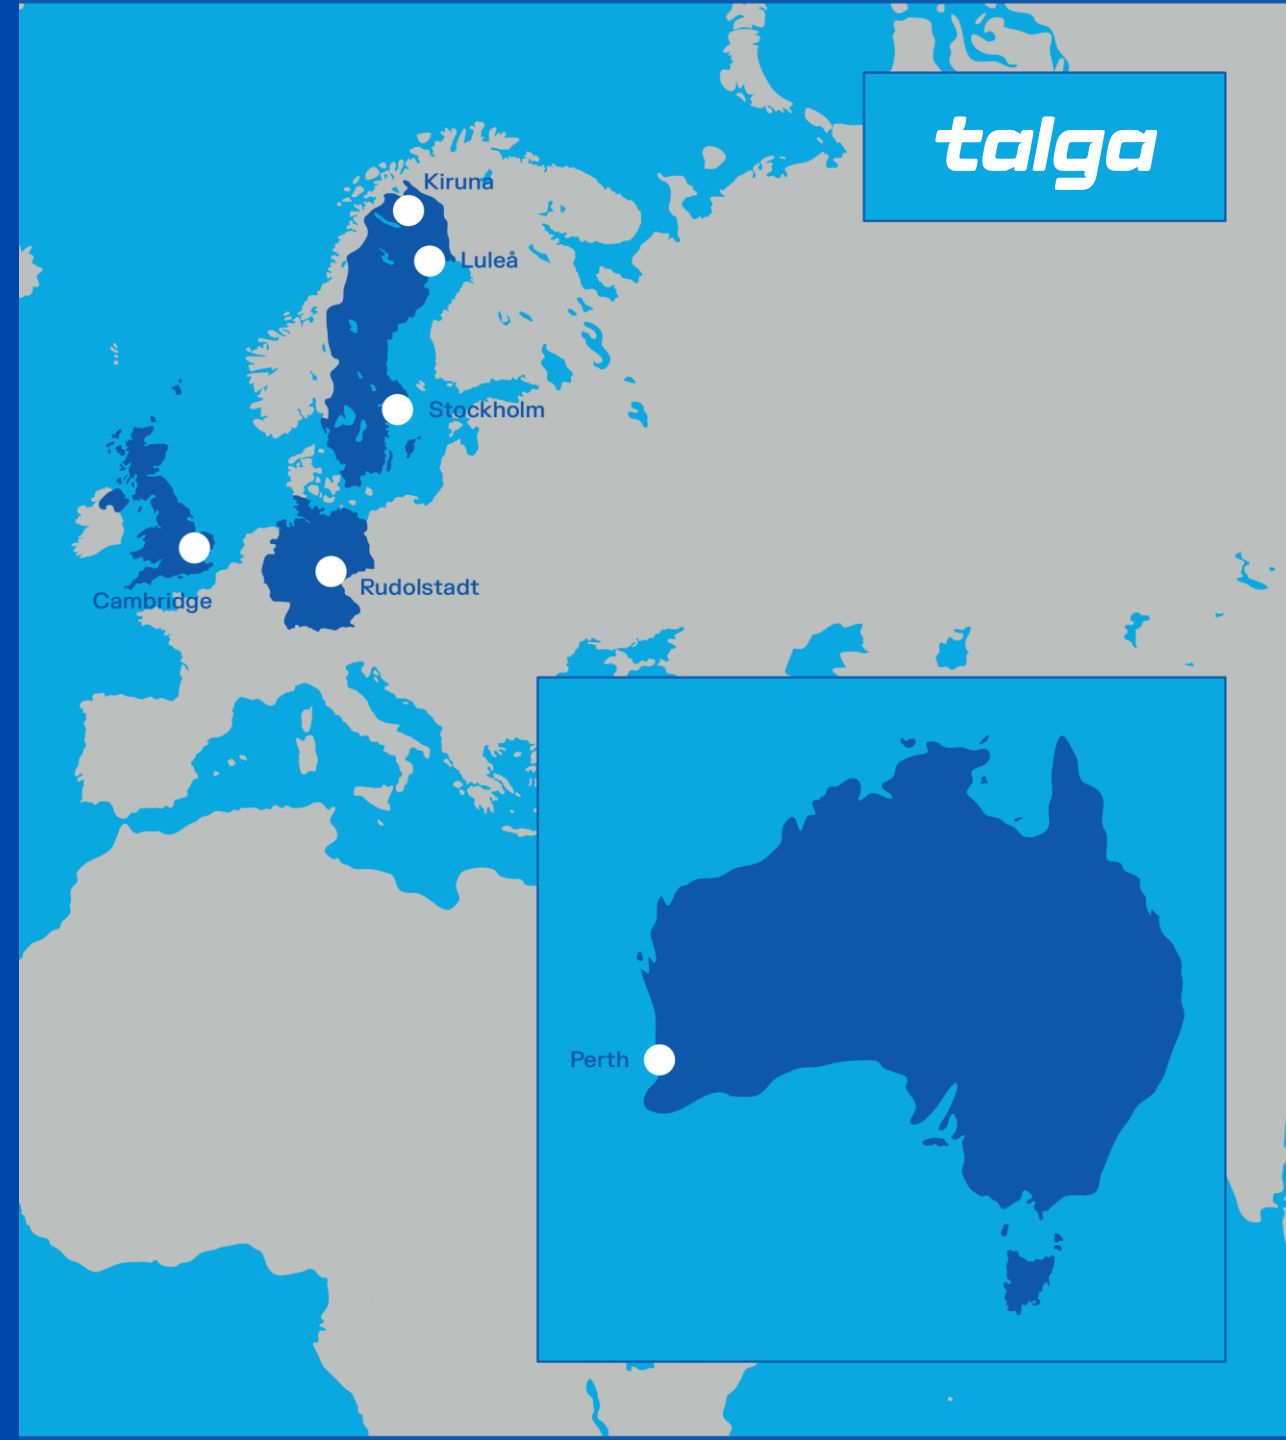 talga
Kiruna
Luleå
Stockholm
Cambridge
Rudolstadt
Perth